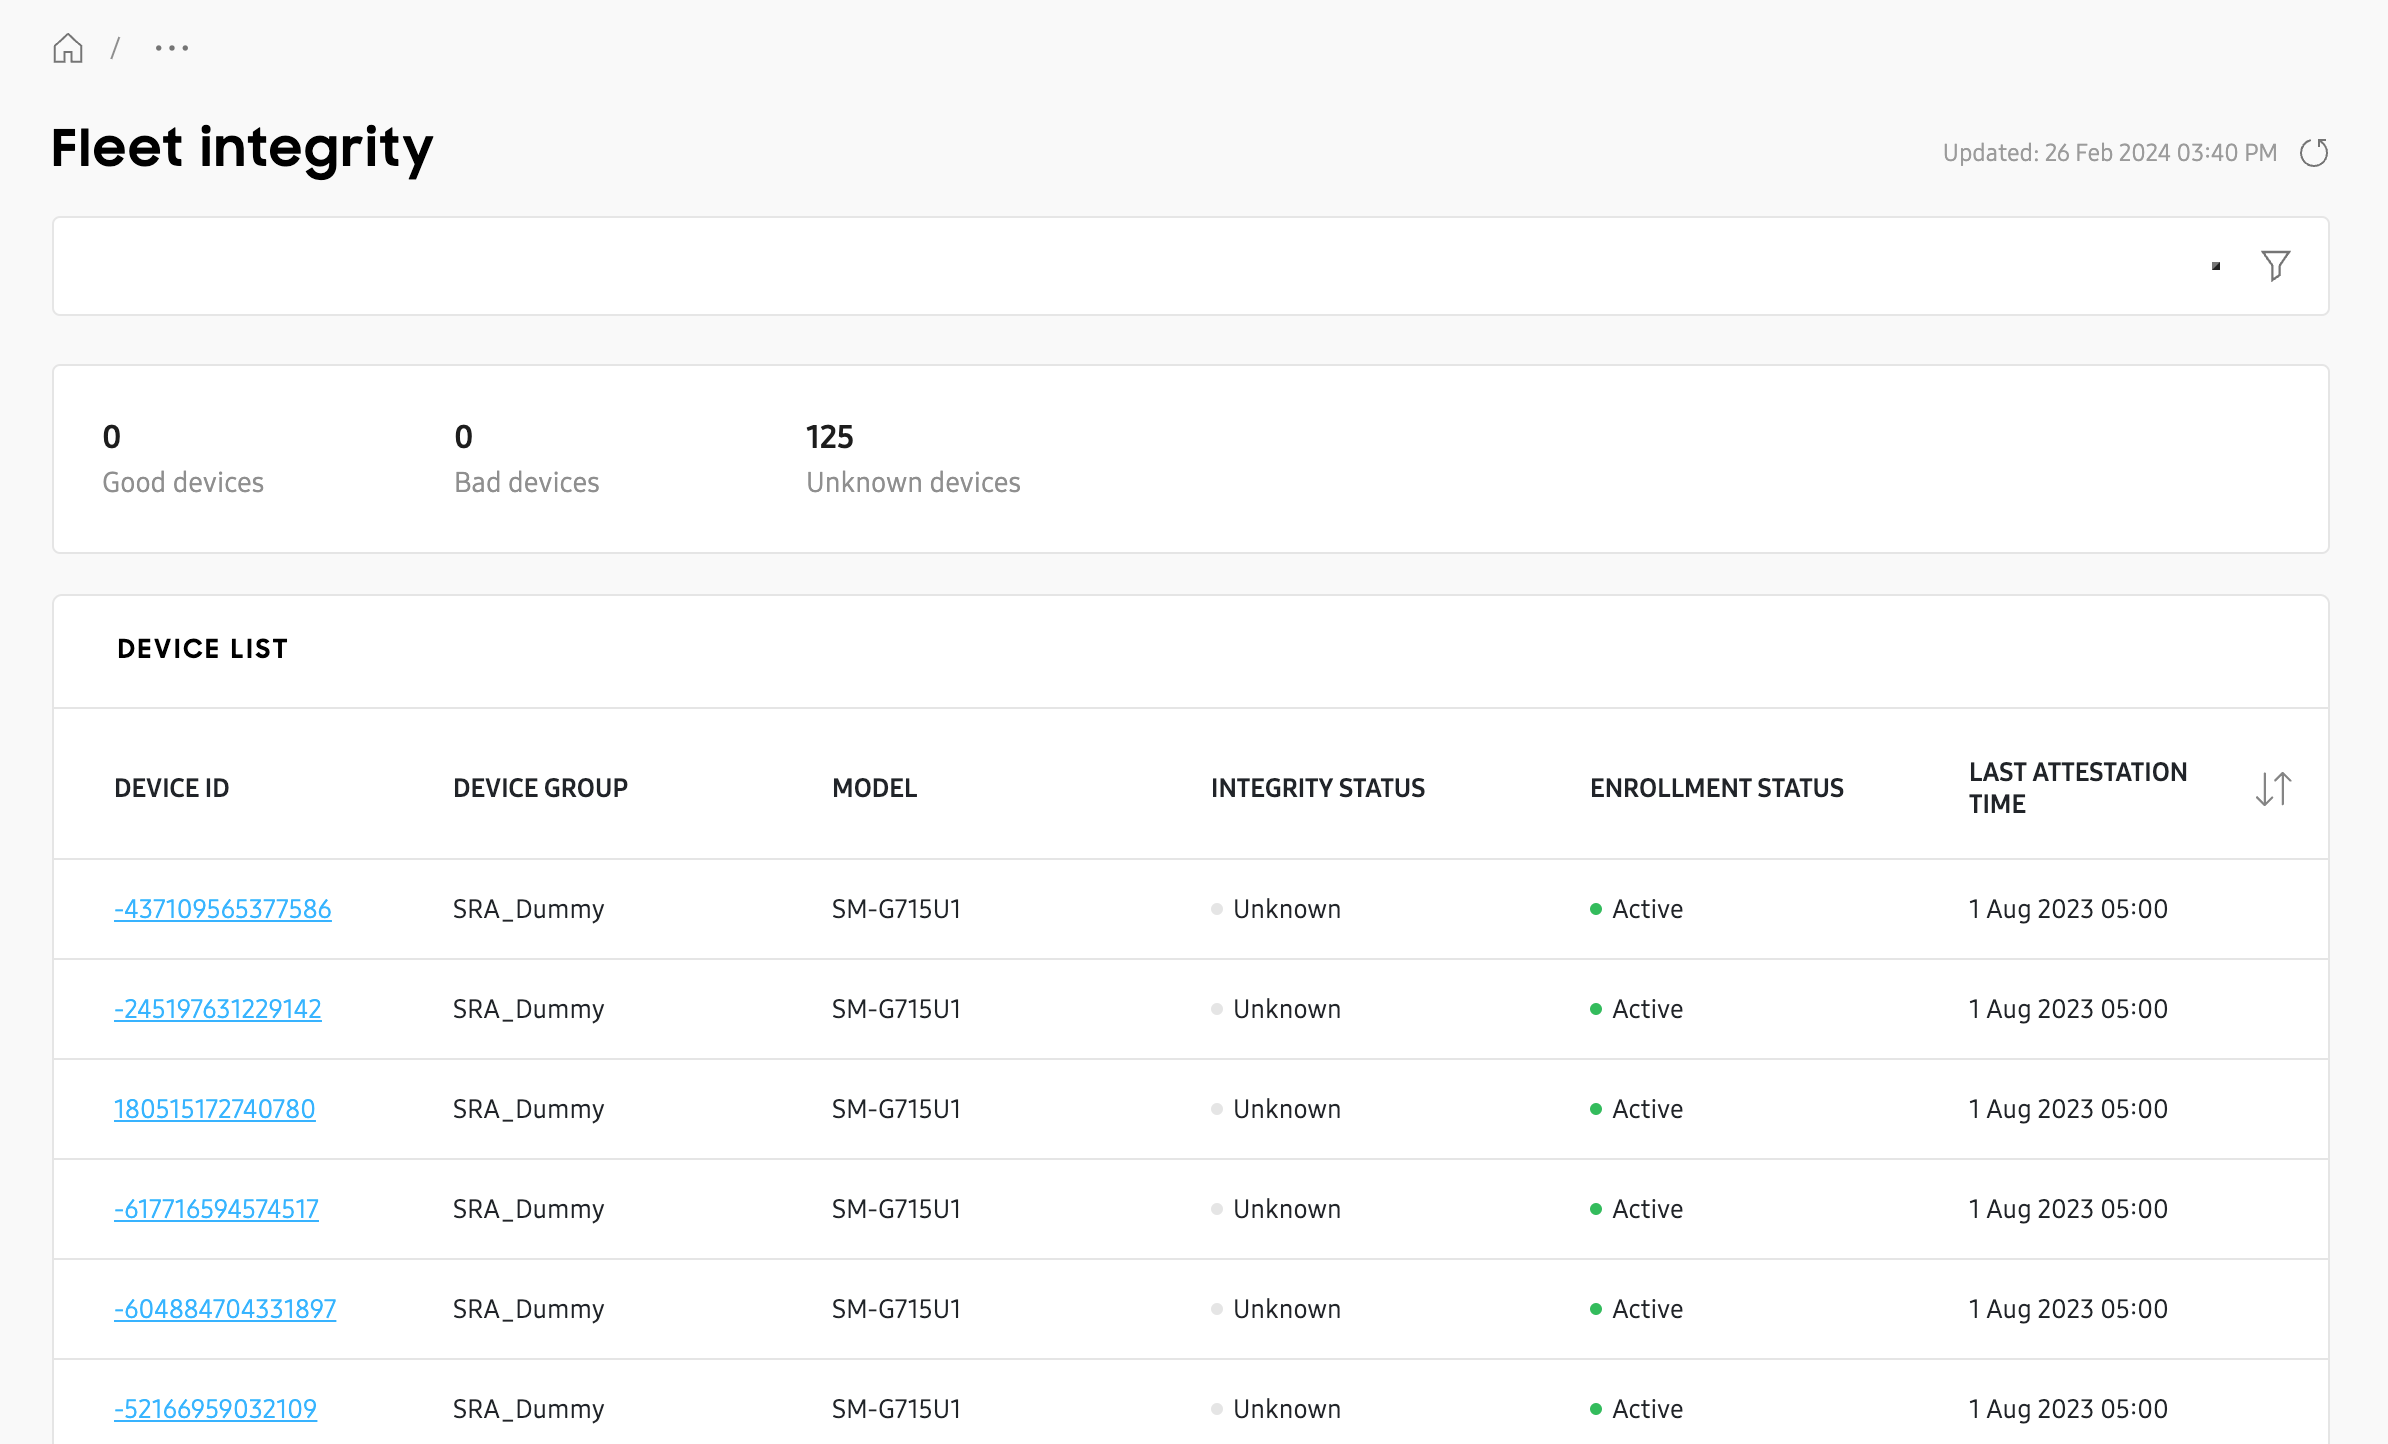 / ...
Fleet integrity
Updated: 26 Feb 2024 03:40 PM
0 0 125
Good devices Bad devices Unknown devices
DEVICE LIST
DEVICE ID DEVICE GROUP MODEL INTEGRITY STATUS ENROLLMENT STATUS LAST ATTESTATION TIME
-437109565377586 SRA_Dummy SM-G715U1 Unknown Active 1 Aug 2023 05:00
-245197631229142 SRA_Dummy SM-G715U1 Unknown Active 1 Aug 2023 05:00
180515172740780 SRA_Dummy SM-G715U1 Unknown Active 1 Aug 2023 05:00
-617716594574517 SRA_Dummy SM-G715U1 Unknown Active 1 Aug 2023 05:00
-604884704331897 SRA_Dummy SM-G715U1 Unknown Active 1 Aug 2023 05:00
-52166959032109 SRA_Dummy SM-G715U1 Unknown Active 1 Aug 2023 05:00